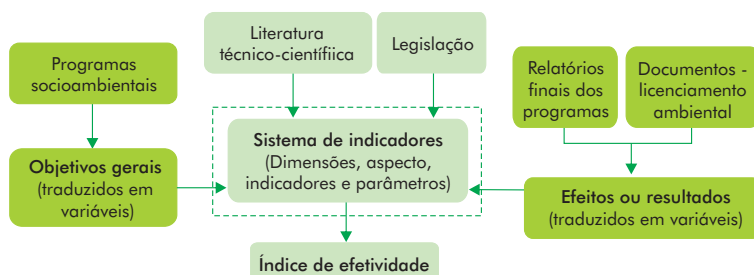 Programas
socioambientais
Literatura
técnico-científiica
Legislação
Relatórios
finais dos
programas
Documentos -
licenciamento
ambiental
Objetivos gerais
(traduzidos em
variáveis)
Sistema de indicadores
(Dimensões, aspecto,
indicadores e parâmetros)
Efeitos ou resultados
(traduzidos em variáveis)
Índice de efetividade